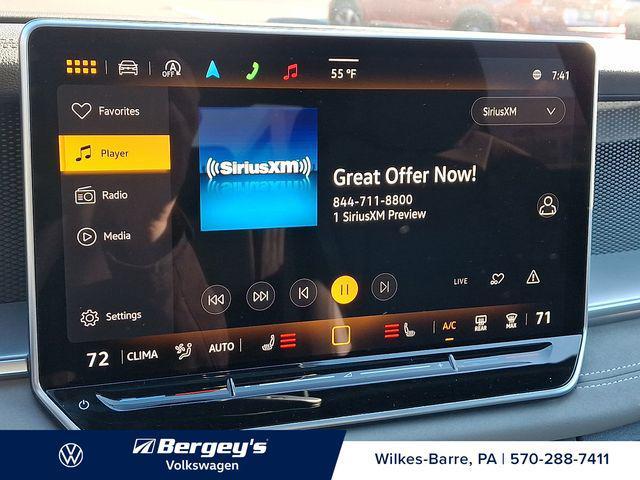 A OFF 55 °F 7:41
Favorites
SiriusXM
Player
((SiriusXM))
Great Offer Now!
Radio
844-711-8800
1 SiriusXM Preview
Media
LIVE
Settings
72 CLIMA AUTO A/C REAR MAX 71
Bergey's
Volkswagen
Wilkes-Barre, PA | 570-288-7411